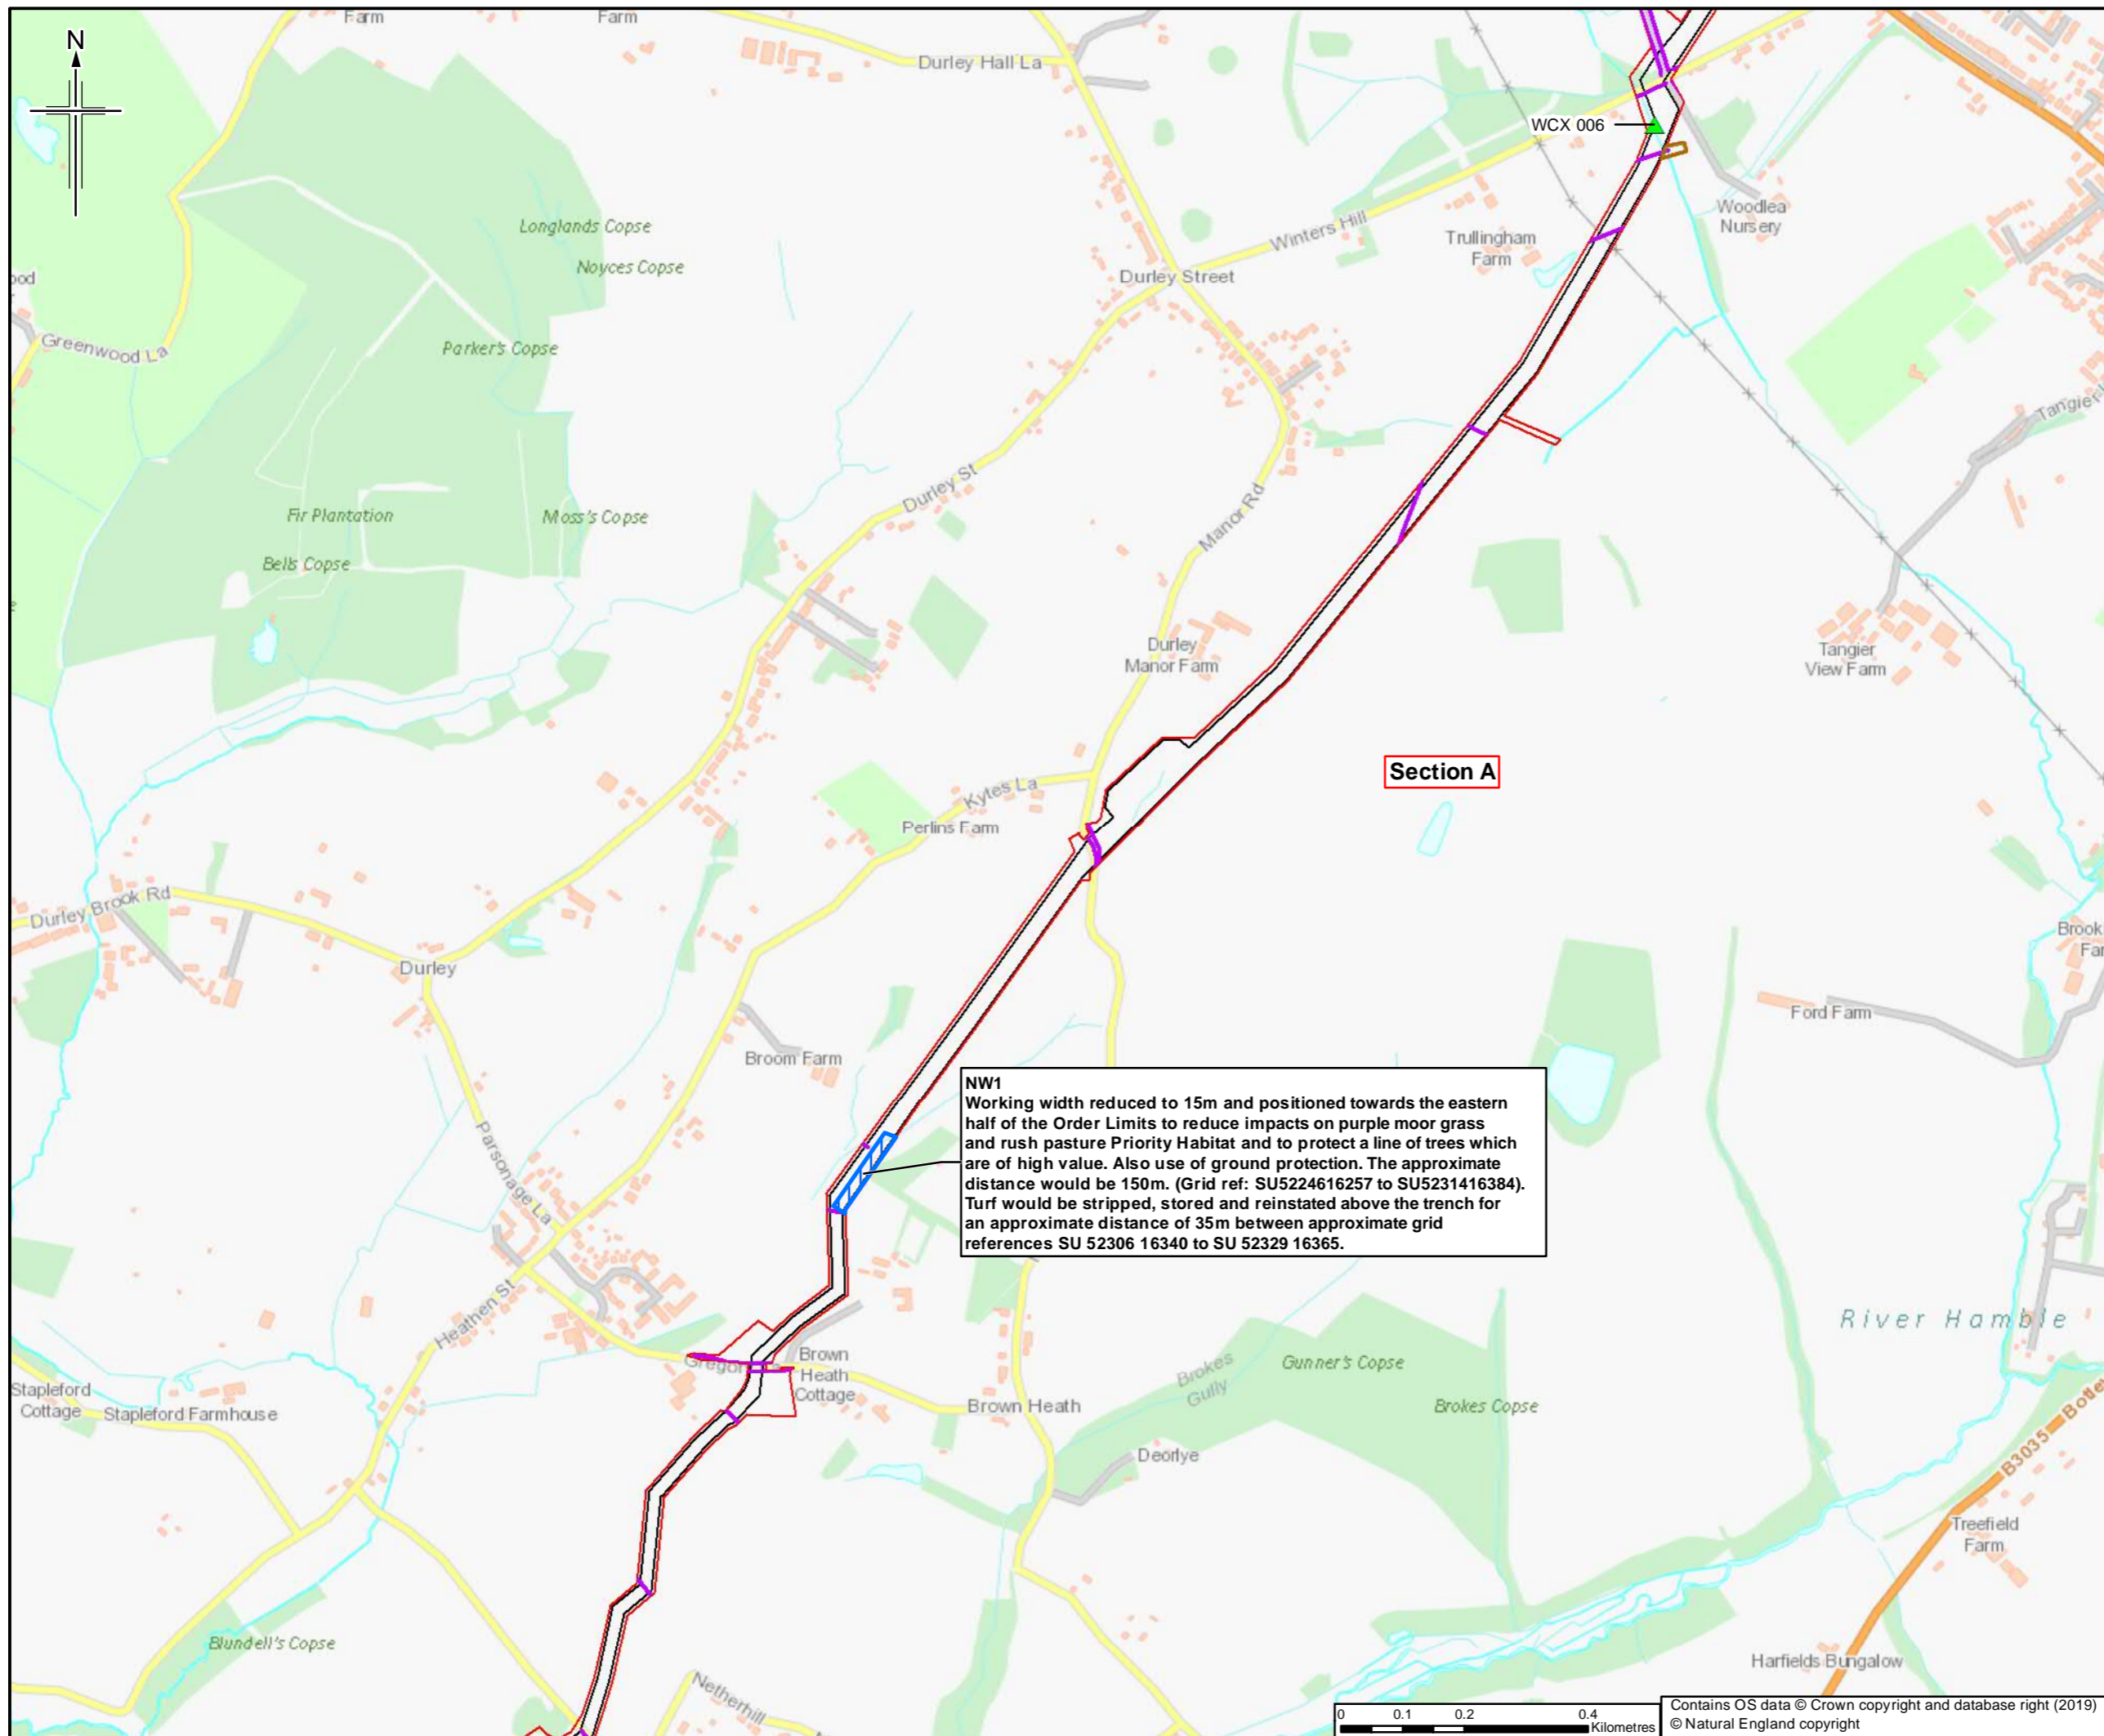 Farm
Farm
N
Durley Hall La
WCX 006
Woodlea
Nursery
Longlands Copse
Noyces Copse
Winters Hill
Trullingham
Farm
Durley Street
Greenwood La
Parker's Copse
Tangier
Durley St
Manor Rd
Fir Plantation
Moss's Copse
Bells Copse
Durley
Manor Farm
Tangier
View Farm
Section A
Kytes La
Perlins Farm
Durley Brook Rd
Durley
Brook
Far
Ford Farm
Broom Farm
NW1
Working width reduced to 15m and positioned towards the eastern
half of the Order Limits to reduce impacts on purple moor grass
and rush pasture Priority Habitat and to protect a line of trees which
are of high value. Also use of ground protection. The approximate
distance would be 150m. (Grid ref: SU5224616257 to SU5231416384).
Turf would be stripped, stored and reinstated above the trench for
an approximate distance of 35m between approximate grid
references SU 52306 16340 to SU 52329 16365.
Parsonage La
Heathen St
River Hamble
Gregor
Brown
Heath
Cottage
Brokes
Gully
Gunner's Copse
Stapleford
Cottage
Stapleford Farmhouse
Brown Heath
Brokes Copse
B3035 Botley
Deorlye
Treefield
Farm
Blundell's Copse
Harfields Bungalow
Netherhill
0 0.1 0.2 0.4
Kilometres
Contains OS data © Crown copyright and database right (2019)
© Natural England copyright